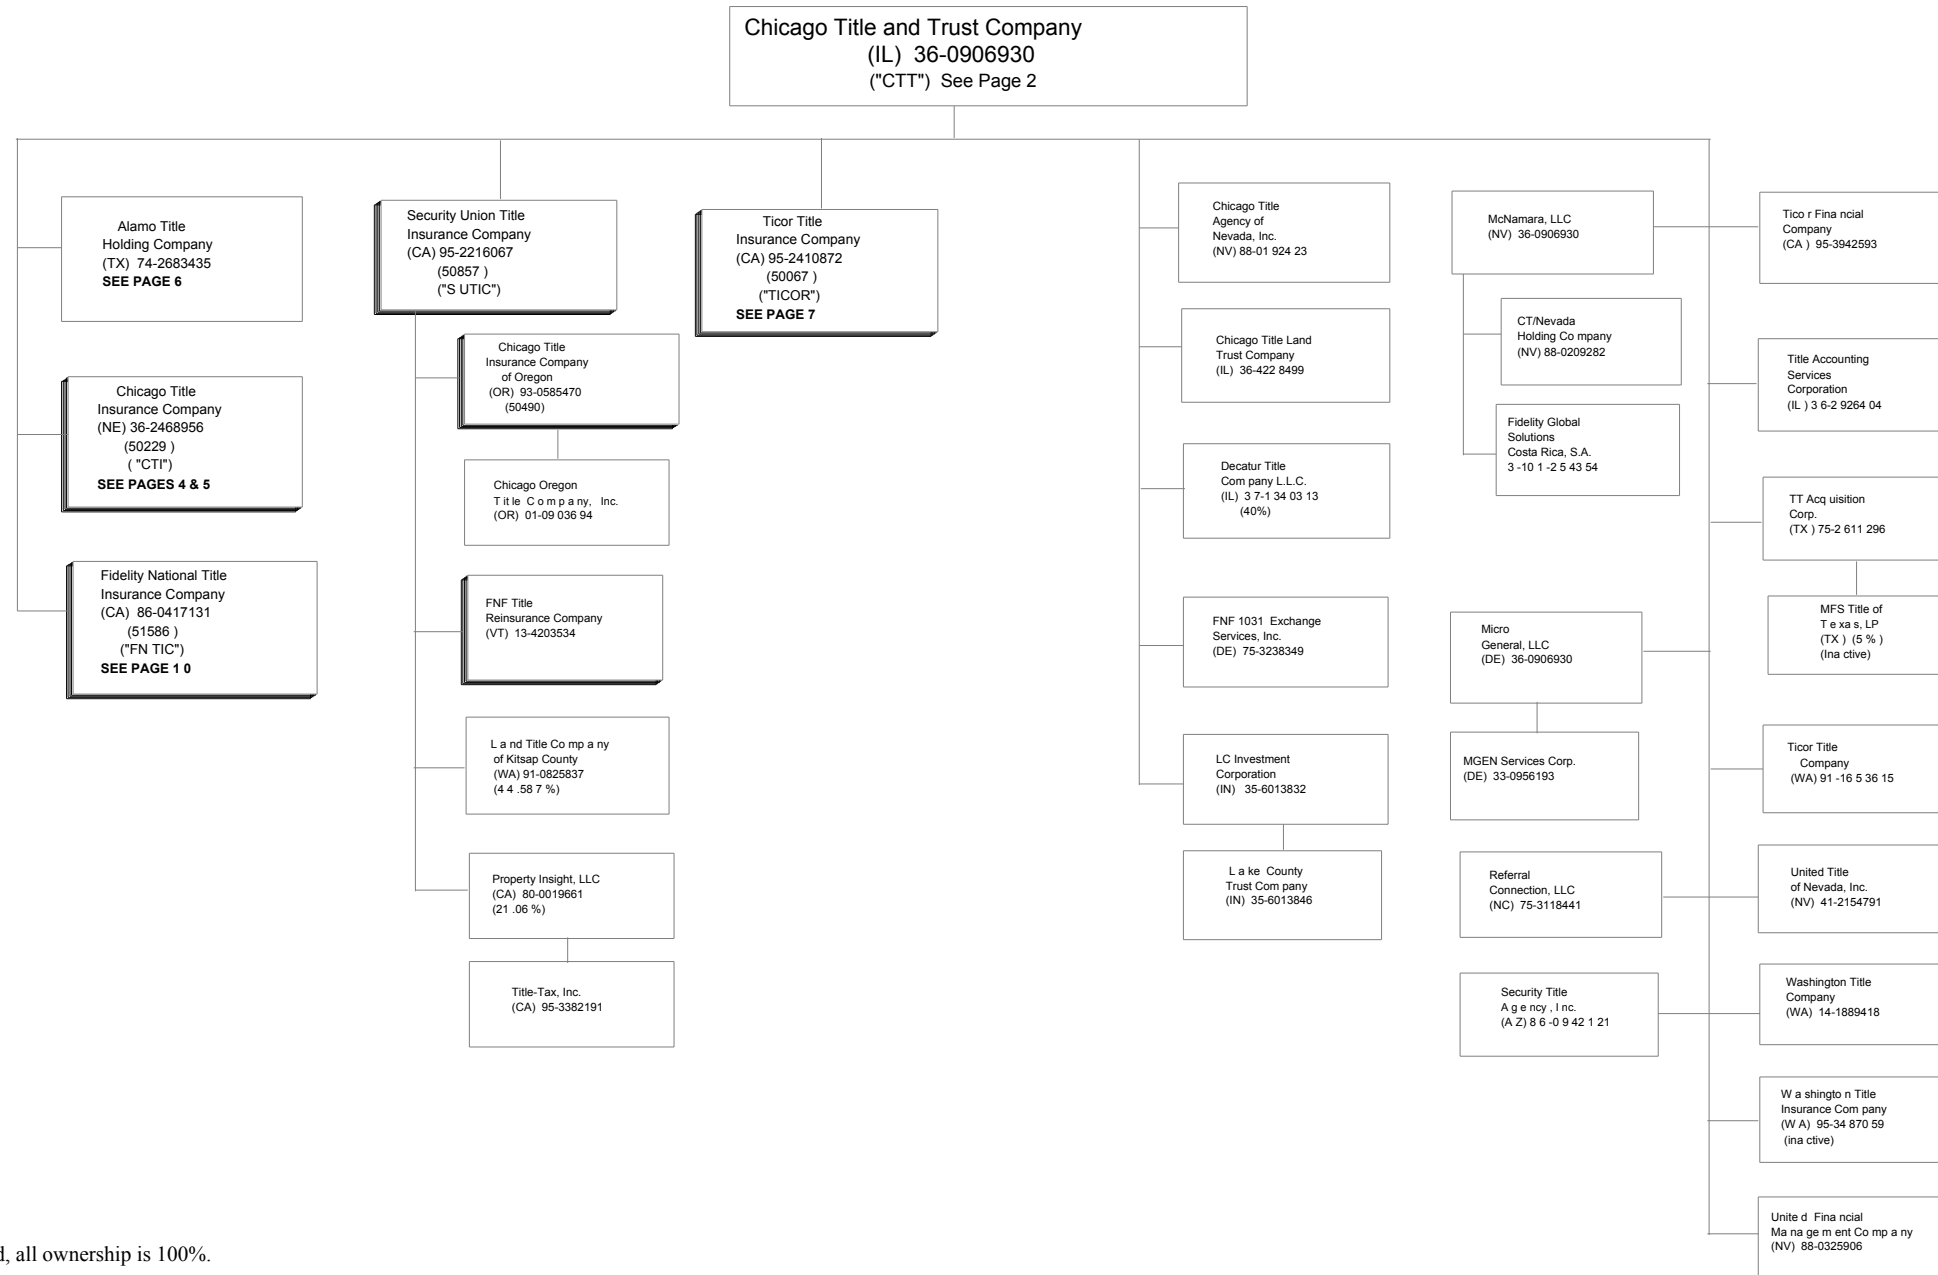 Chicago Title and Trust Company
(IL) 36-0906930
("CTT") See Page 2
Alamo Title
Holding Company
(TX) 74-2683435
SEE PAGE 6
Chicago Title
Insurance Company
(NE) 36-2468956
(50229 )
( "CTI")
SEE PAGES 4 & 5
Fidelity National Title
Insurance Company
(CA) 86-0417131
(51586 )
("FN TIC")
SEE PAGE 1 0
Security Union Title
Insurance Company
(CA) 95-2216067
(50857 )
("S UTIC")
Chicago Title
Insurance Company
of Oregon
(OR) 93-0585470
(50490)
Chicago Oregon
T it le C o m p a ny, Inc.
(OR) 01-09 036 94
FNF Title
Reinsurance Company
(VT) 13-4203534
L a nd Title Co mp a ny
of Kitsap County
(WA) 91-0825837
(4 4 .58 7 %)
Property Insight, LLC
(CA) 80-0019661
(21 .06 %)
Title-Tax, Inc.
(CA) 95-3382191
Ticor Title
Insurance Company
(CA) 95-2410872
(50067 )
("TICOR")
SEE PAGE 7
Chicago Title
Agency of
Nevada, Inc.
(NV) 88-01 924 23
Chicago Title Land
Trust Company
(IL) 36-422 8499
Decatur Title
Com pany L.L.C.
(IL) 3 7-1 34 03 13
(40%)
FNF 1031 Exchange
Services, Inc.
(DE) 75-3238349
LC Investment
Corporation
(IN) 35-6013832
L a ke County
Trust Com pany
(IN) 35-6013846
McNamara, LLC
(NV) 36-0906930
CT/Nevada
Holding Co mpany
(NV) 88-0209282
Fidelity Global
Solutions
Costa Rica, S.A.
3 -10 1 -2 5 43 54
Micro
General, LLC
(DE) 36-0906930
MGEN Services Corp.
(DE) 33-0956193
Referral
Connection, LLC
(NC) 75-3118441
Security Title
A g e ncy , I nc.
(A Z) 8 6 -0 9 42 1 21
Tico r Fina ncial
Company
(CA ) 95-3942593
Title Accounting
Services
Corporation
(IL ) 3 6-2 9264 04
TT Acq uisition
Corp.
(TX ) 75-2 611 296
MFS Title of
T e xa s, LP
(TX ) (5 % )
(Ina ctive)
Ticor Title
Company
(WA) 91 -16 5 36 15
United Title
of Nevada, Inc.
(NV) 41-2154791
Washington Title
Company
(WA) 14-1889418
W a shingto n Title
Insurance Com pany
(W A) 95-34 870 59
(ina ctive)
Unite d Fina ncial
Ma na ge m ent Co mp a ny
(NV) 88-0325906
d, all ownership is 100%.